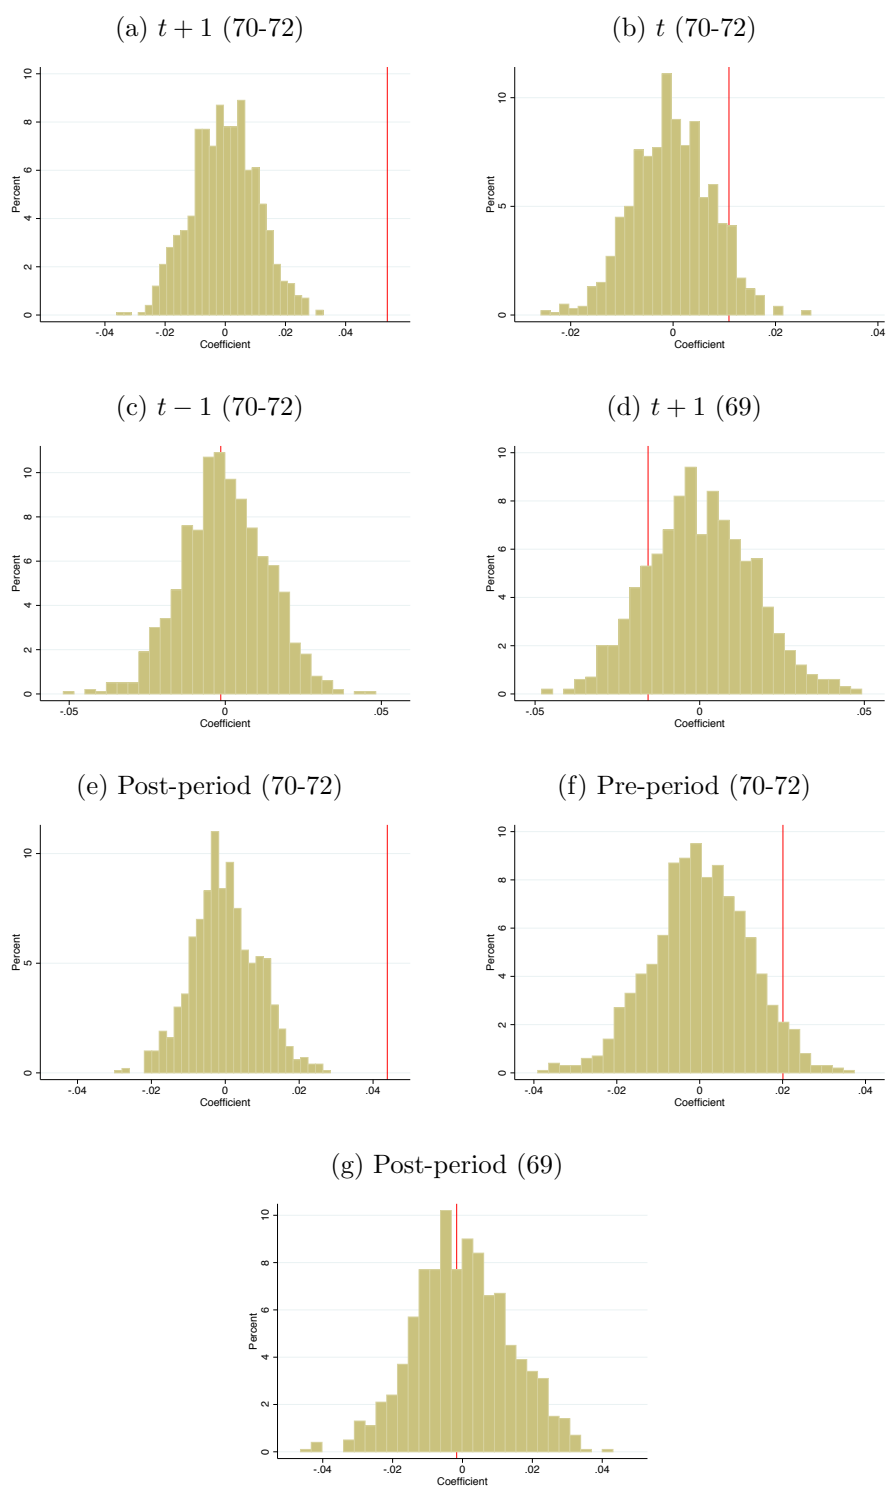 (a) t + 1 (70-72)
Percent
0 2 4 6 8 10
-.04 -.02 0 .02 .04
Coefficient
(b) t (70-72)
Percent
0 5 10
-.02 0 .02 .04
Coefficient
(c) t − 1 (70-72)
Percent
0 2 4 6 8 10
-.05 0 .05
Coefficient
(d) t + 1 (69)
Percent
0 2 4 6 8 10
-.05 0 .05
Coefficient
(e) Post-period (70-72)
Percent
0 5 10
-.04 -.02 0 .02 .04
Coefficient
(f) Pre-period (70-72)
Percent
0 2 4 6 8 10
-.04 -.02 0 .02 .04
Coefficient
(g) Post-period (69)
Percent
0 2 4 6 8 10
-.04 -.02 0 .02 .04
Coefficient